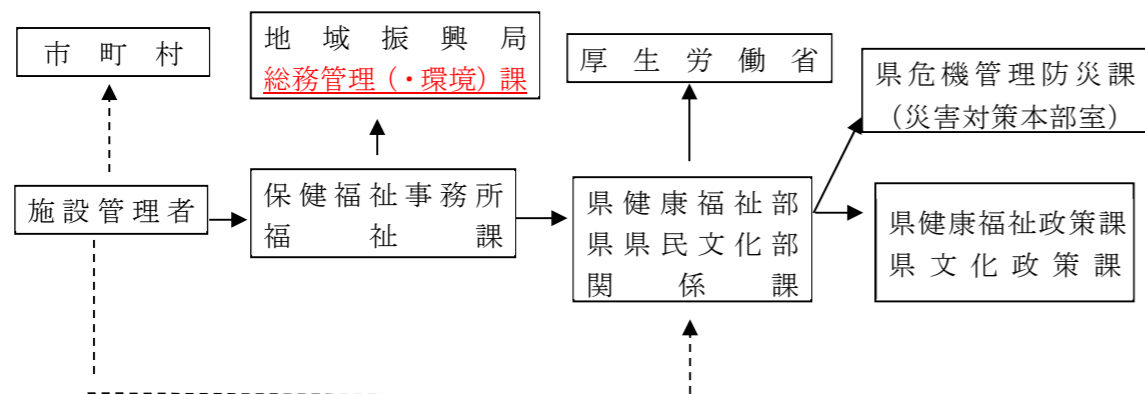 市町村
地域振興局
総務管理(・環境)課
厚生労働省
県危機管理防災課
(災害対策本部室)
施設管理者
保健福祉事務所
福祉課
県健康福祉部
県県民文化部
関係課
県健康福祉政策課
県文化政策課